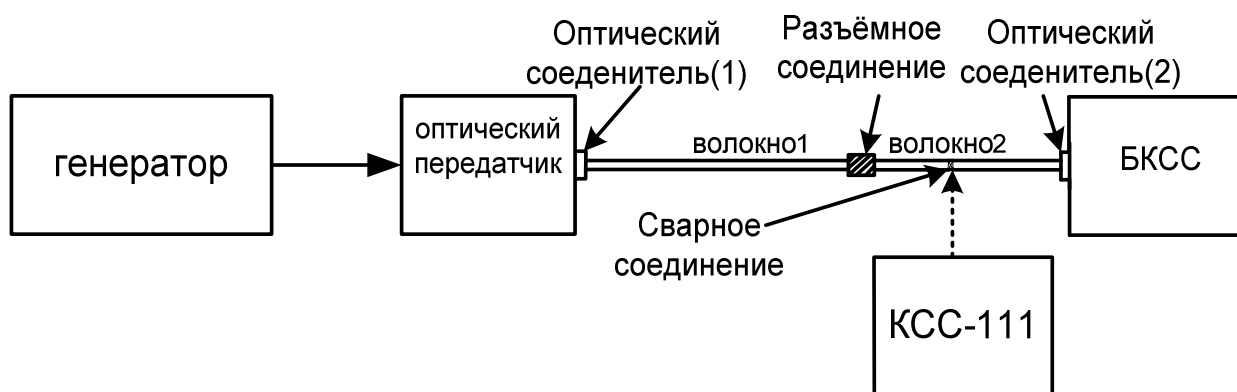 Оптический
соеденитель(1)
Разъёмное
соединение
Оптический
соеденитель(2)
генератор
оптический
передатчик
волокно1
волокно2
БКСС
Сварное
соединение
КСС-111